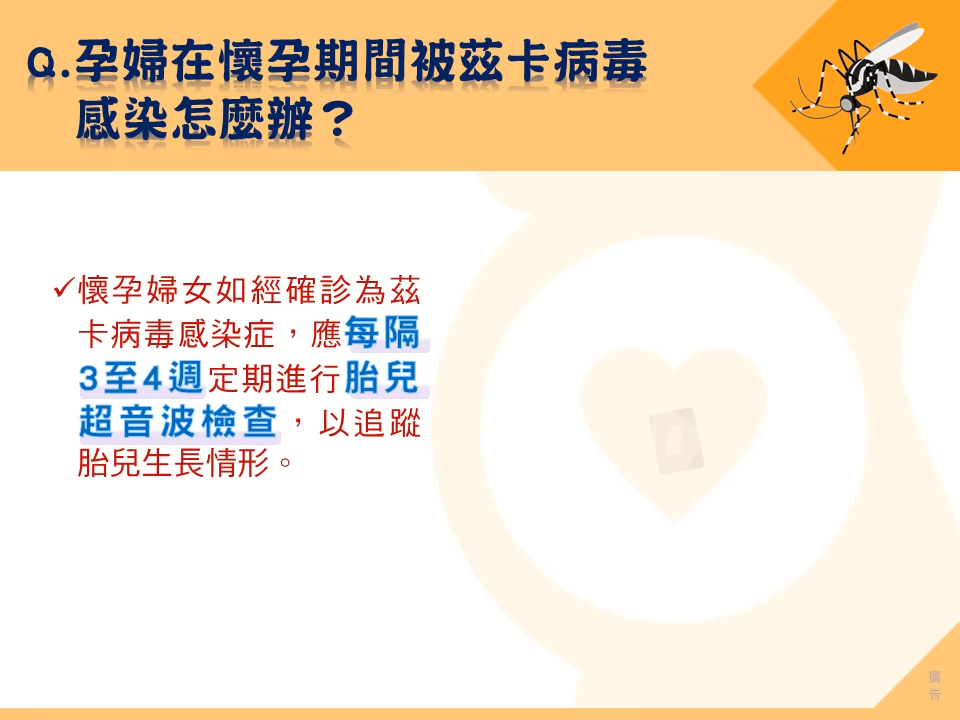 Q.孕婦在懷孕期間被茲卡病毒
感染怎麼辦？
✓懷孕婦女如經確診為茲
卡病毒感染症，應每隔
3至4週定期進行胎兒
超音波檢查，以追蹤
胎兒生長情形。
廣
告